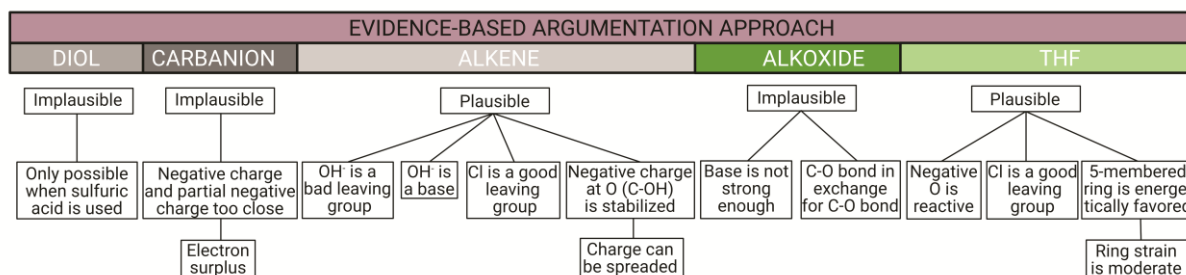 EVIDENCE-BASED ARGUMENTATION APPROACH
DIOL
CARBANION
ALKENE
ALKOXIDE
THF
Implausible
Implausible
Plausible
Implausible
Plausible
Only possible
when sulfuric
acid is used
Negative charge
and partial negative
charge too close
OH⁻ is a
bad leaving
group
OH⁻ is
a base
Cl is a good
leaving
group
Negative charge
at O (C-OH)
is stabilized
Base is not
strong
enough
C-O bond in
exchange
for C-O bond
Negative
O is
reactive
Cl is a good
leaving
group
5-membered
ring is energe-
tically favored
Electron
surplus
Charge can
be spreaded
Ring strain
is moderate